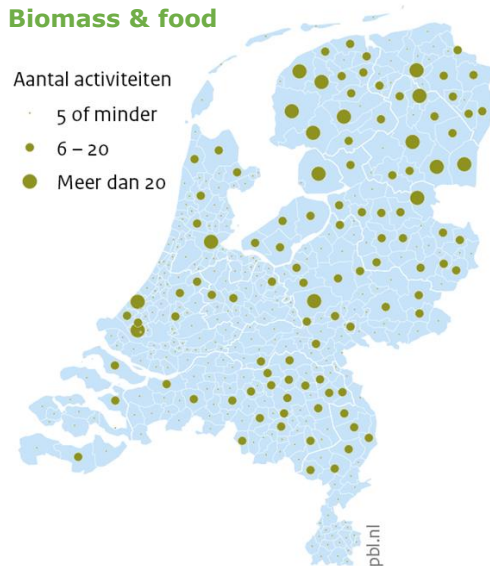 Biomass & food
Aantal activiteiten
5 of minder
6 – 20
Meer dan 20
pbl.nl